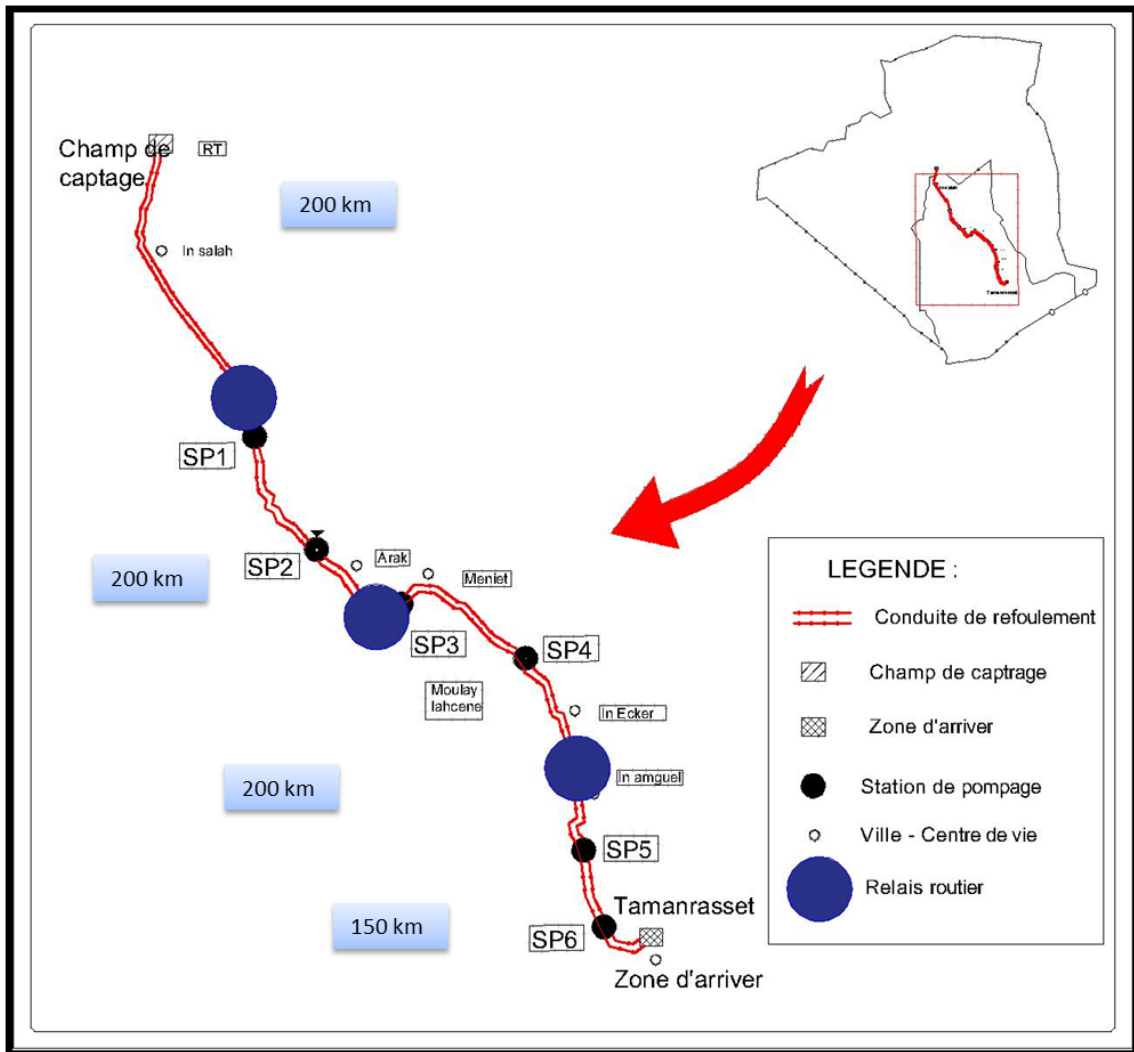 Champ de
captage
RT
200 km
In salah
SP1
SP2
200 km
Arak
Meniet
SP3
SP4
Moulay
lahcene
In Ecker
200 km
In amguel
SP5
Tamanrasset
150 km
SP6
Zone d'arriver
Tamanrasset
LEGENDE :
Conduite de refoulement
Champ de captrage
Zone d'arriver
Station de pompage
Ville - Centre de vie
Relais routier